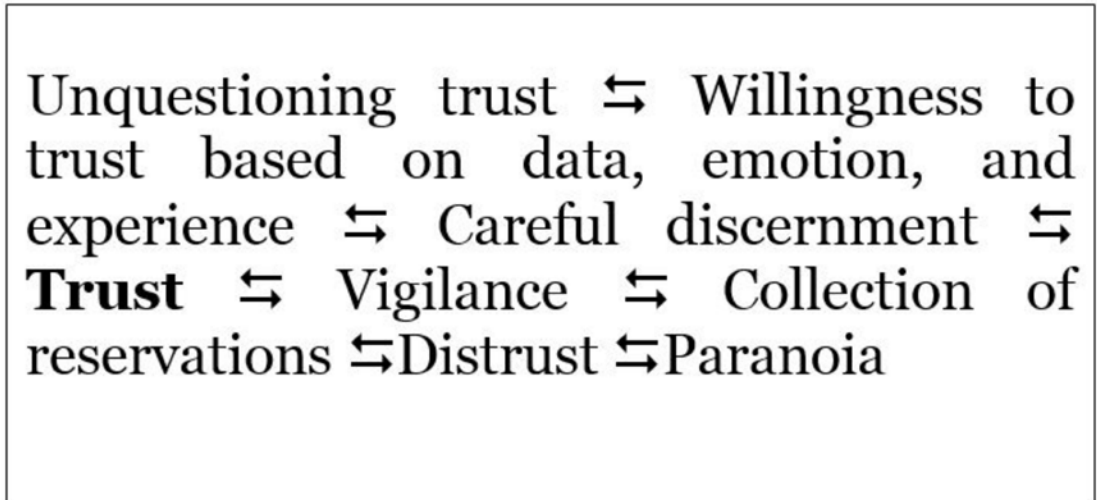 Unquestioning trust ⇆ Willingness to
trust based on data, emotion, and
experience ⇆ Careful discernment ⇆
Trust ⇆ Vigilance ⇆ Collection of
reservations ⇆Distrust ⇆Paranoia